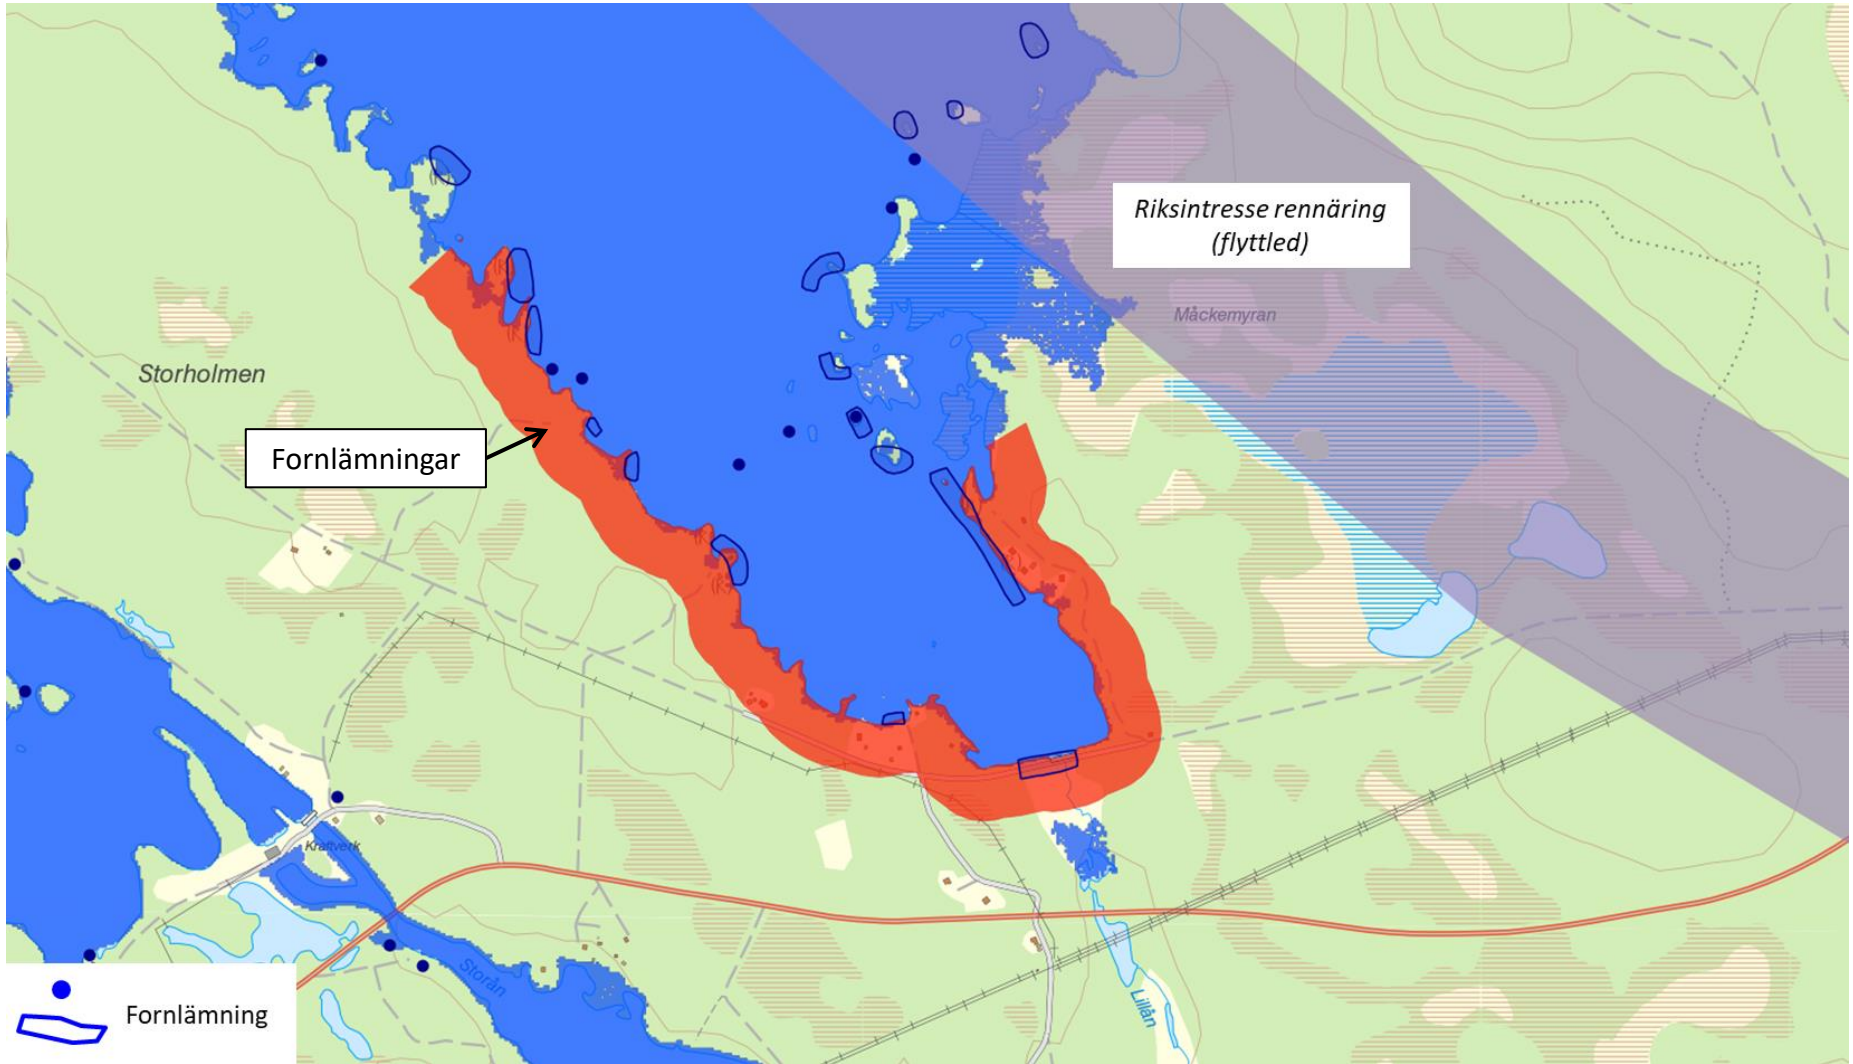 Riksintresse rennäring
(flyttled)
Måckemyran
Storholmen
Fornlämningar
Kraftverk
Storån
Lillån
Fornlämning